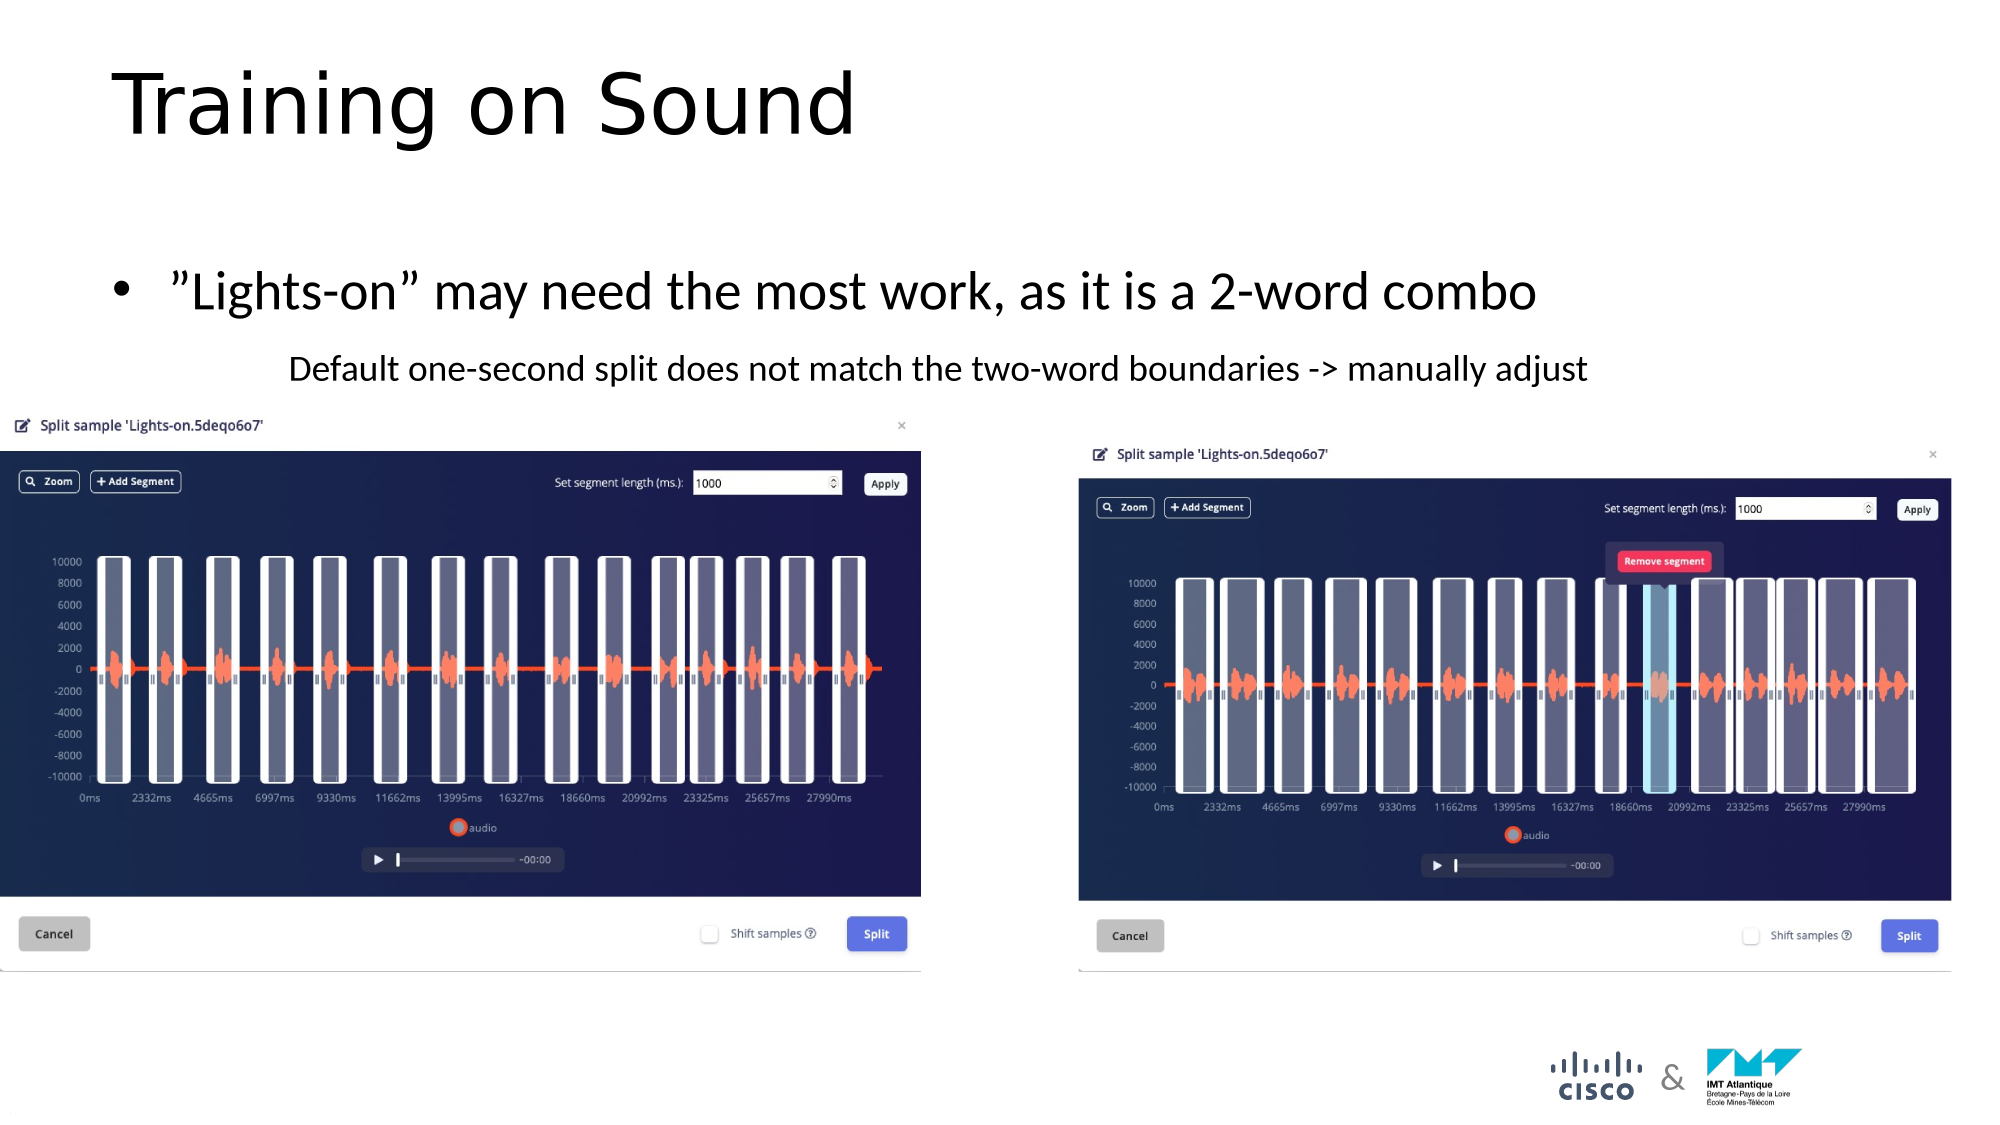 Training on Sound
• ”Lights-on” may need the most work, as it is a 2-word combo
Default one-second split does not match the two-word boundaries -> manually adjust
Split sample 'Lights-on.5deqo6o7'
×
Zoom
+ Add Segment
Set segment length (ms.):
1000
Apply
10000
8000
6000
4000
2000
0
-2000
-4000
-6000
-8000
-10000
0ms 2332ms 4665ms 6997ms 9330ms 11662ms 13995ms 16327ms 18660ms 20992ms 23325ms 25657ms 27990ms
audio
-00:00
Cancel
Shift samples
Split
Split sample 'Lights-on.5deqo6o7'
×
Zoom
+ Add Segment
Set segment length (ms.):
1000
Apply
Remove segment
10000
8000
6000
4000
2000
0
-2000
-4000
-6000
-8000
-10000
0ms 2332ms 4665ms 6997ms 9330ms 11662ms 13995ms 16327ms 18660ms 20992ms 23325ms 25657ms 27990ms
audio
-00:00
Cancel
Shift samples
Split
CISCO
&
IMT Atlantique
Bretagne-Pays de la Loire
École Mines-Télécom